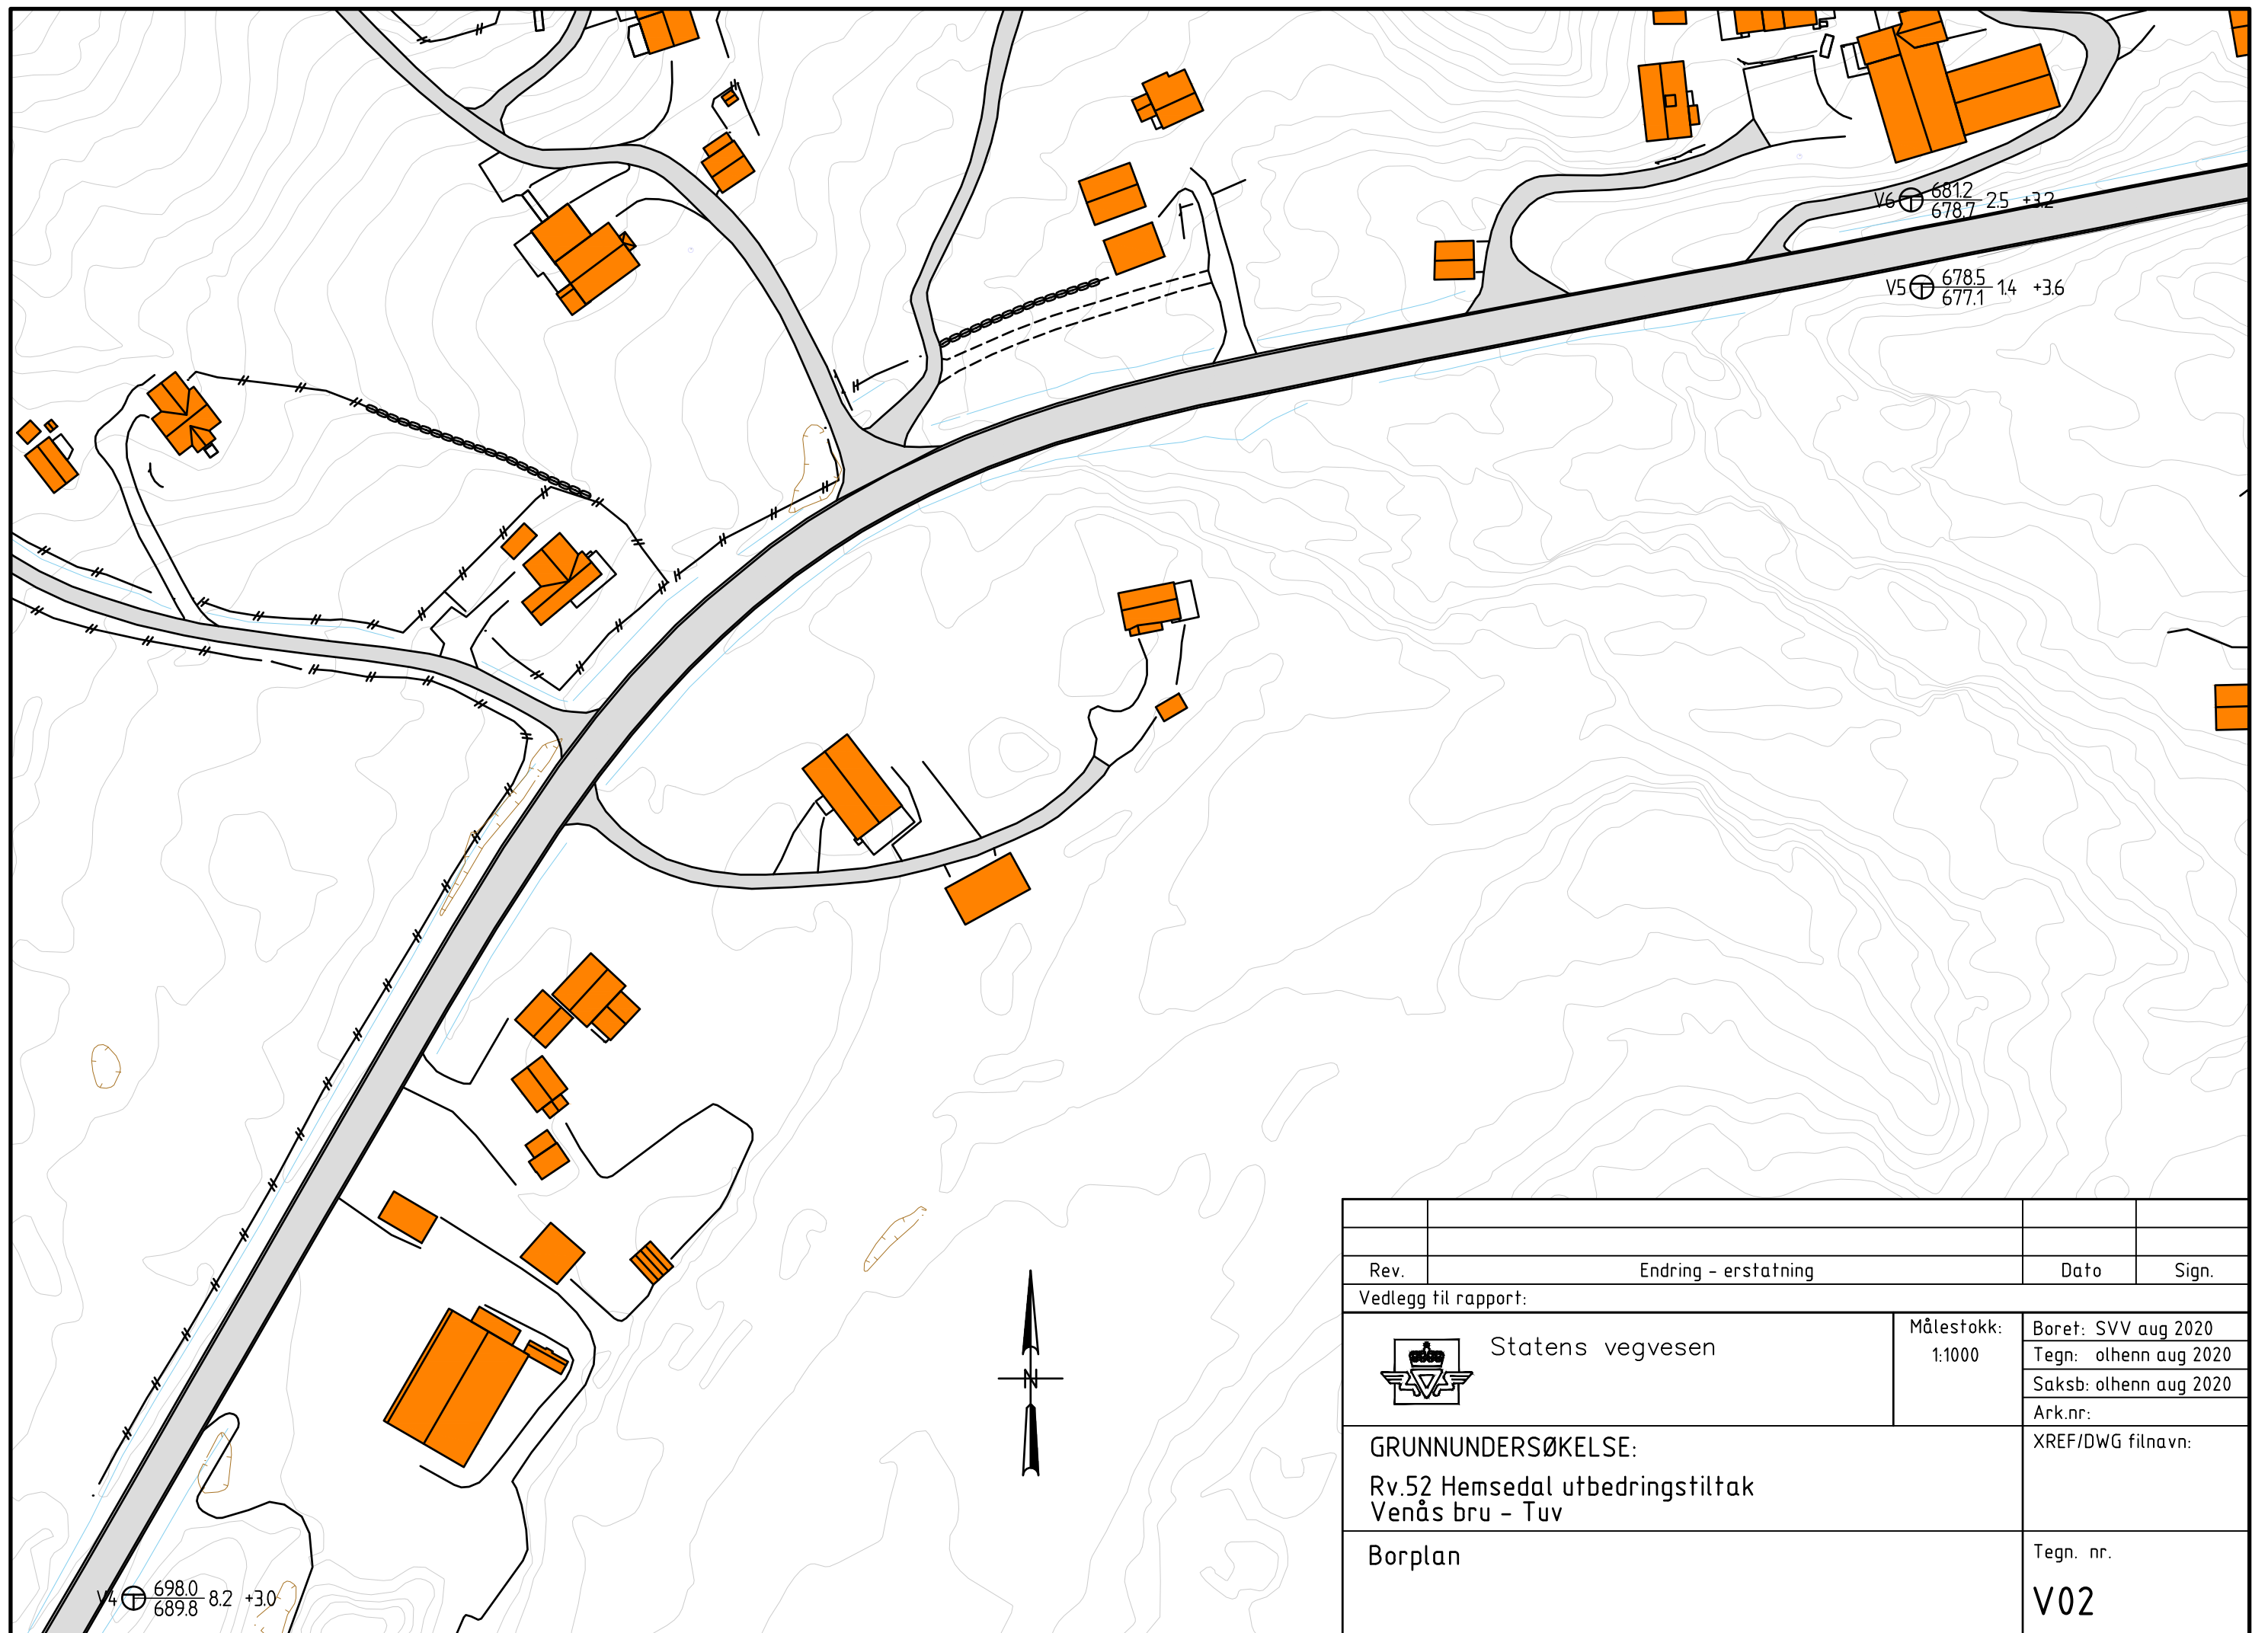 V6 681.2 2.5 +3.2
678.7
V5 678.5 1.4 +3.6
677.1
V4 698.0 8.2 +3.0
689.8
N
Rev. Endring - erstatning Dato Sign.
Vedlegg til rapport:
Statens vegvesen
Målestokk:
1:1000
Boret: SVV aug 2020
Tegn: olhenn aug 2020
Saksb: olhenn aug 2020
Ark.nr:
GRUNNUNDERSØKELSE:
Rv.52 Hemsedal utbedringstiltak
Venås bru - Tuv
XREF/DWG filnavn:
Borplan
Tegn. nr.
V02